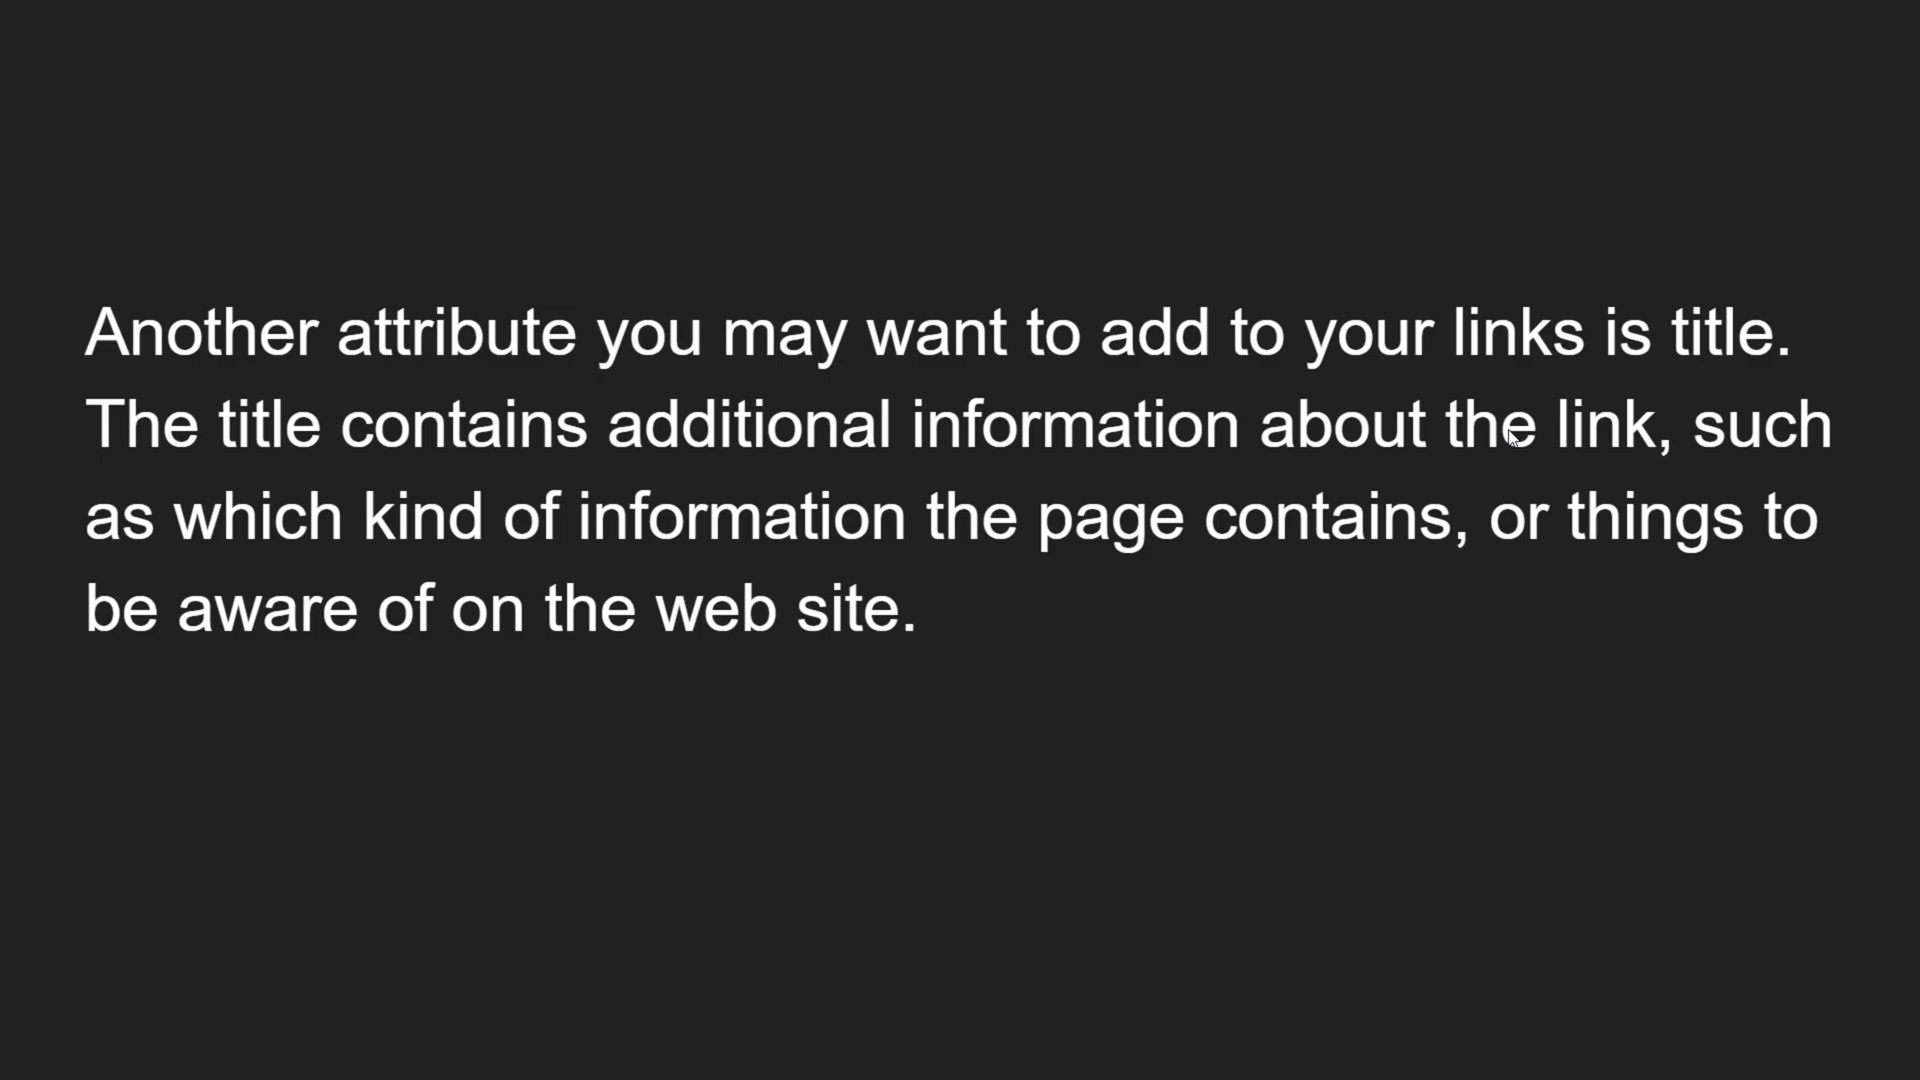 Another attribute you may want to add to your links is title.
The title contains additional information about the link, such
as which kind of information the page contains, or things to
be aware of on the web site.